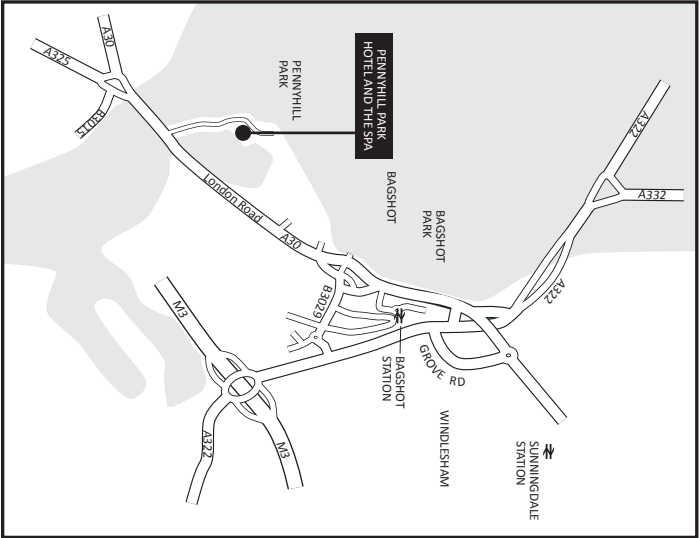 A30
A325
B3015
PENNYHILL
PARK
PENNYHILL PARK
HOTEL AND THE SPA
A322
A332
BAGSHOT
BAGSHOT
PARK
London Road
A30
A322
B3029
M3
GROVE RD
BAGSHOT
STATION
WINDLESHAM
SUNNINGDALE
STATION
A322
M3